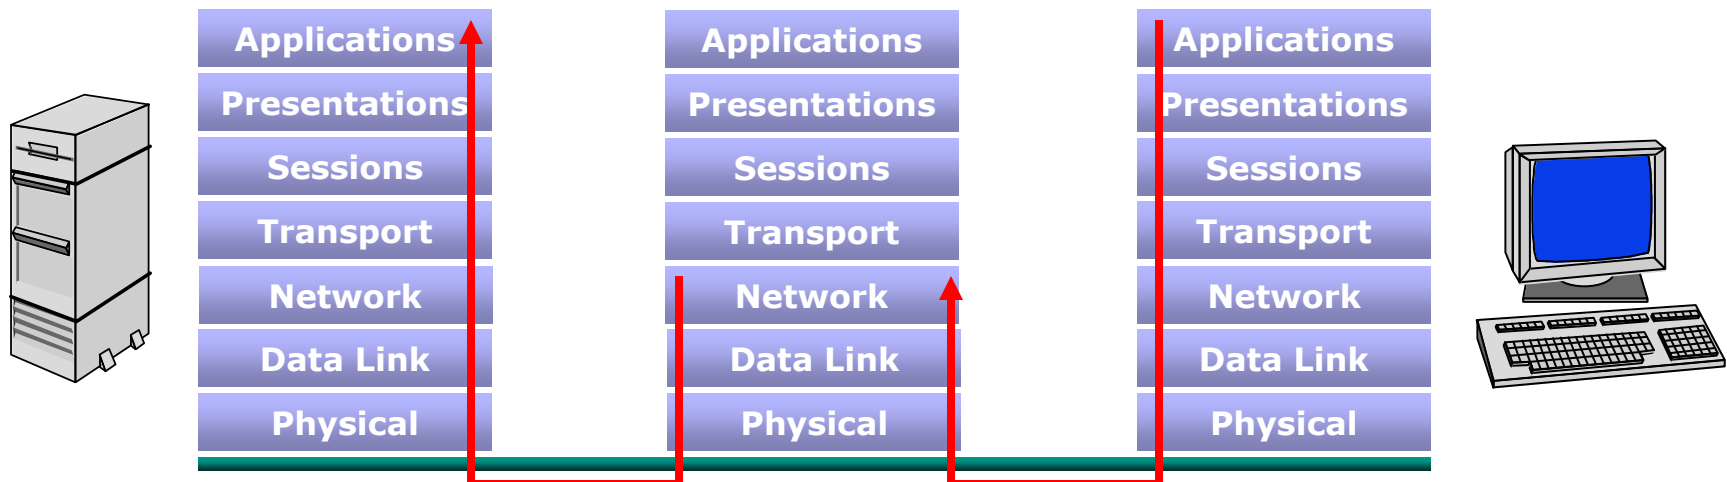 Applications
Presentations
Sessions
Transport
Network
Data Link
Physical
Applications
Presentations
Sessions
Transport
Network
Data Link
Physical
Applications
Presentations
Sessions
Transport
Network
Data Link
Physical